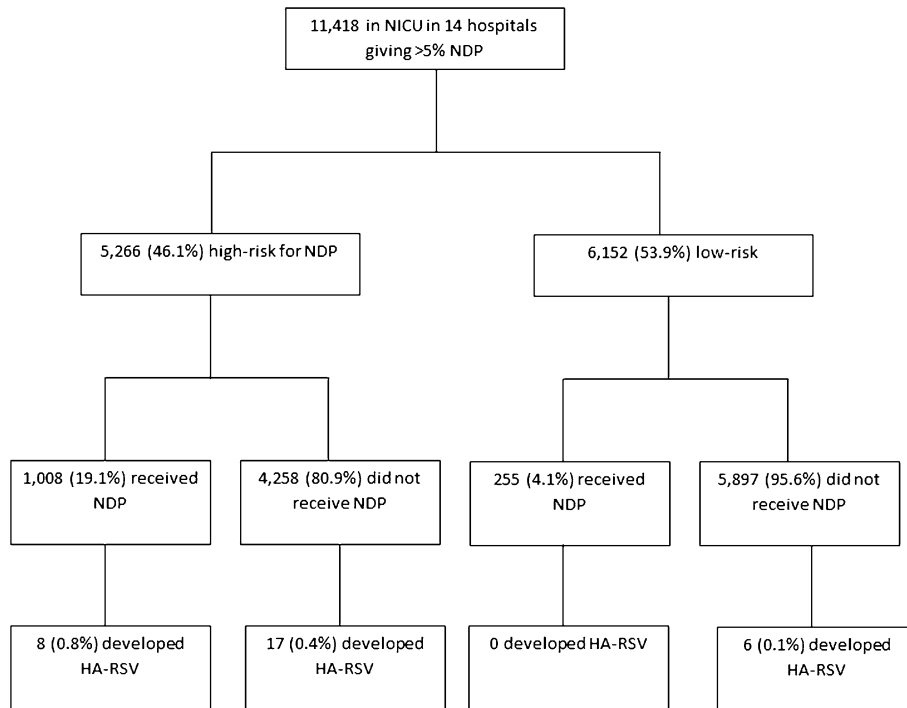 11,418 in NICU in 14 hospitals
giving >5% NDP
5,266 (46.1%) high-risk for NDP
6,152 (53.9%) low-risk
1,008 (19.1%) received
NDP
4,258 (80.9%) did not
receive NDP
255 (4.1%) received
NDP
5,897 (95.6%) did not
receive NDP
8 (0.8%) developed
HA-RSV
17 (0.4%) developed
HA-RSV
0 developed HA-RSV
6 (0.1%) developed
HA-RSV